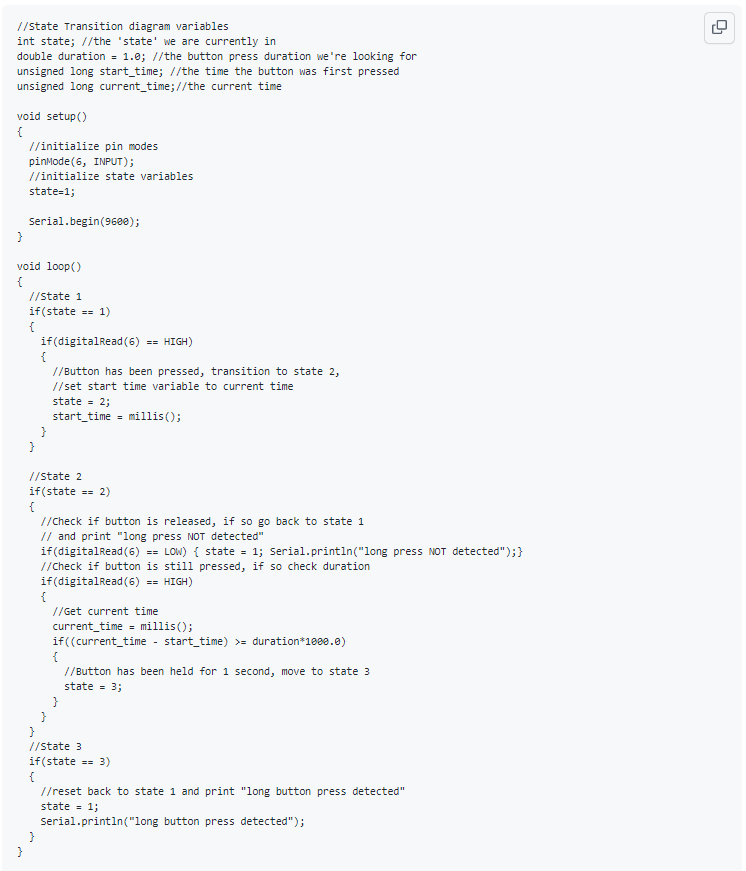 //State Transition diagram variables
int state; //the 'state' we are currently in
double duration = 1.0; //the button press duration we're looking for
unsigned long start_time; //the time the button was first pressed
unsigned long current_time;//the current time

void setup()
{
  //initialize pin modes
  pinMode(6, INPUT);
  //initialize state variables
  state=1;

  Serial.begin(9600);
}

void loop()
{
  //State 1
  if(state == 1)
  {
    if(digitalRead(6) == HIGH)
    {
      //Button has been pressed, transition to state 2,
      //set start time variable to current time
      state = 2;
      start_time = millis();
    }
  }

  //State 2
  if(state == 2)
  {
    //Check if button is released, if so go back to state 1
    // and print "long press NOT detected"
    if(digitalRead(6) == LOW) { state = 1; Serial.println("long press NOT detected");}
    //Check if button is still pressed, if so check duration
    if(digitalRead(6) == HIGH)
    {
      //Get current time
      current_time = millis();
      if((current_time - start_time) >= duration*1000.0)
      {
        //Button has been held for 1 second, move to state 3
        state = 3;
      }
    }
  }
  //State 3
  if(state == 3)
  {
    //reset back to state 1 and print "long button press detected"
    state = 1;
    Serial.println("long button press detected");
  }
}